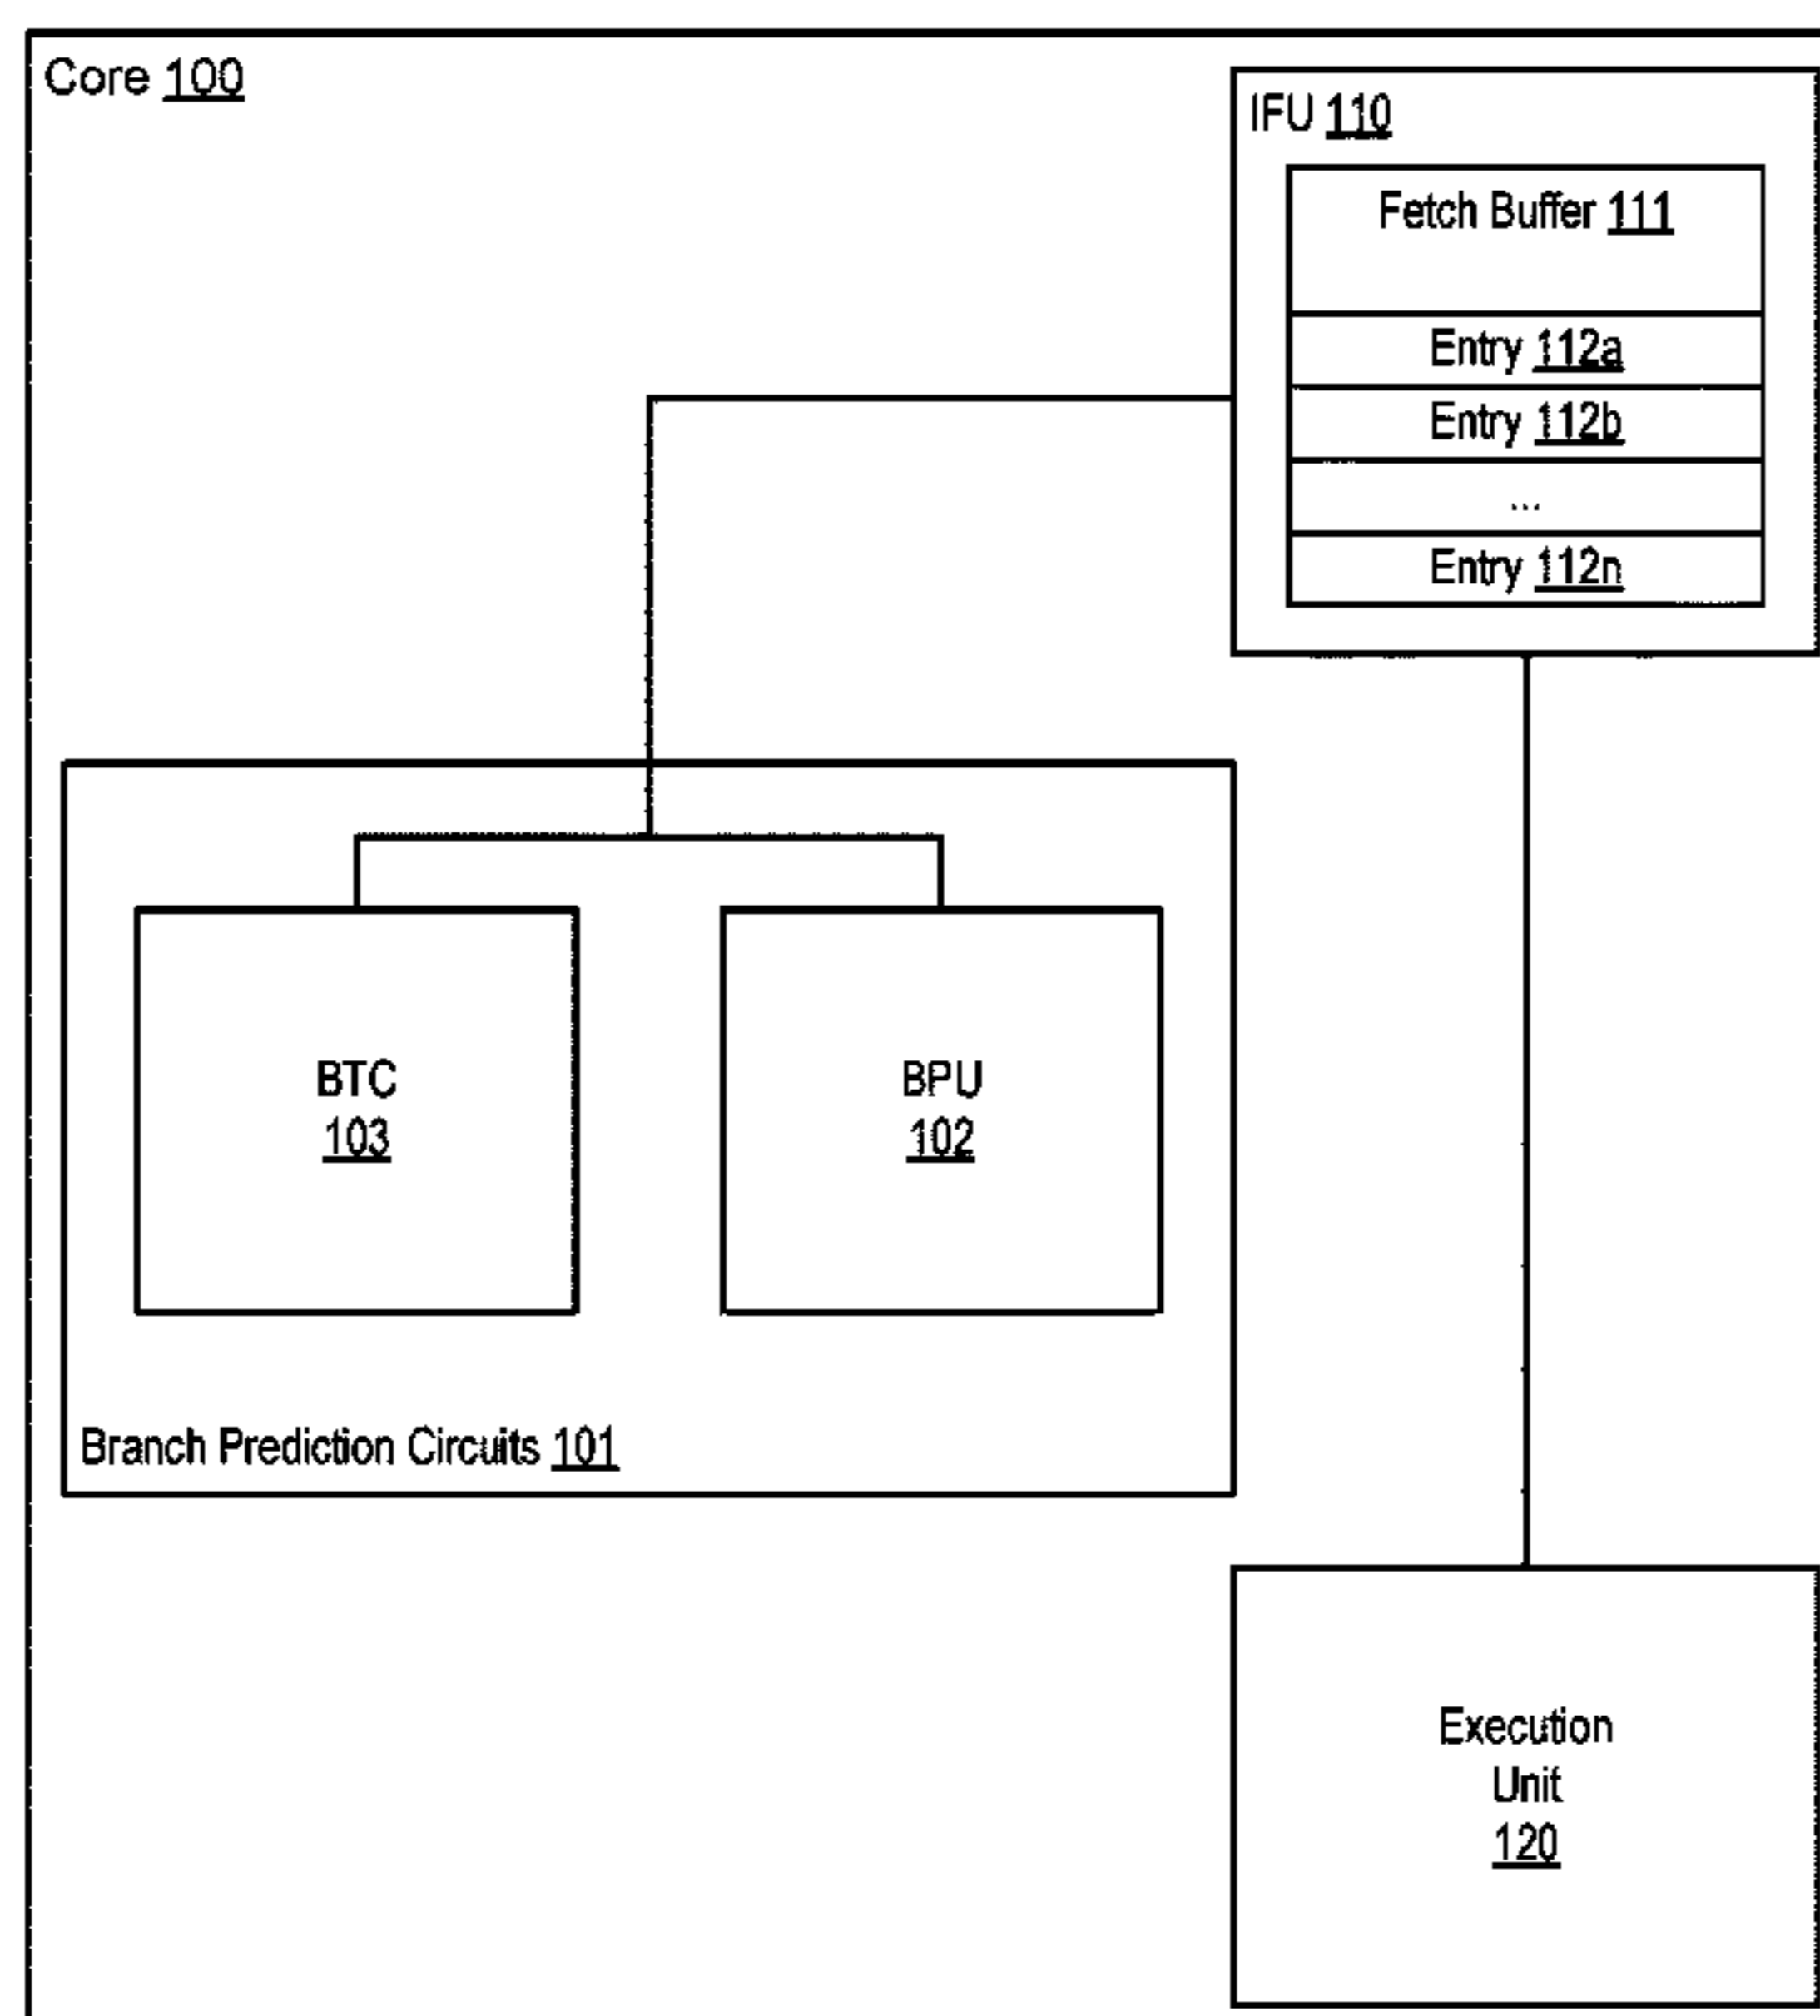 Core 100
IFU 110
Fetch Buffer 111
Entry 112a
Entry 112b
...
Entry 112n
BTC
103
BPU
102
Branch Prediction Circuits 101
Execution
Unit
120